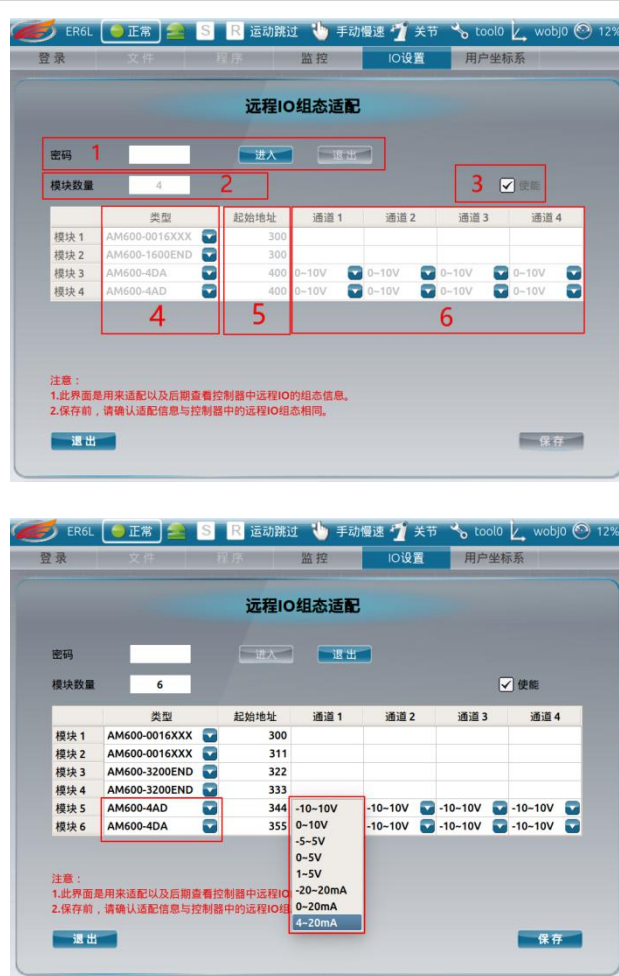 ER6L 正常 S R 运动跳过 手动慢速 关节 tool0 wobj0 12%
登录 文件 程序 监控 IO设置 用户坐标系
远程IO组态适配
密码 1 进入 退出
模块数量 4 2 3 使能
类型 起始地址 通道 1 通道 2 通道 3 通道 4
模块 1 AM600-0016XXX 300
模块 2 AM600-1600END 300
模块 3 AM600-4DA 400 0~10V 0~10V 0~10V 0~10V
模块 4 AM600-4AD 400 0~10V 0~10V 0~10V 0~10V
4 5 6
注意：
1.此界面是用来适配以及后期查看控制器中远程IO的组态信息。
2.保存前，请确认适配信息与控制器中的远程IO组态相同。
退出 保存
ER6L 正常 S R 运动跳过 手动慢速 关节 tool0 wobj0 12%
登录 文件 程序 监控 IO设置 用户坐标系
远程IO组态适配
密码 进入 退出
模块数量 6 使能
类型 起始地址 通道 1 通道 2 通道 3 通道 4
模块 1 AM600-0016XXX 300
模块 2 AM600-0016XXX 311
模块 3 AM600-3200END 322
模块 4 AM600-3200END 333
模块 5 AM600-4AD 344 -10~10V -10~10V -10~10V -10~10V
模块 6 AM600-4DA 355 0~10V -10~10V -10~10V -10~10V
-5~5V
0~5V
1~5V
注意：
1.此界面是用来适配以及后期查看控制器中远程IO
-20~20mA
2.保存前，请确认适配信息与控制器中的远程IO组
0~20mA
4~20mA
退出 保存